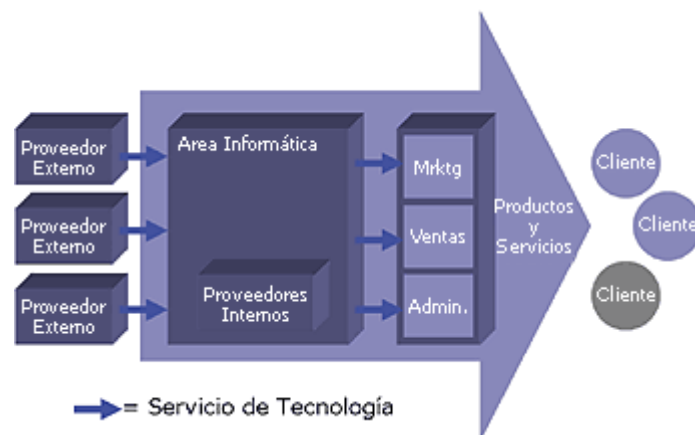 Proveedor
Externo
Proveedor
Externo
Proveedor
Externo
Area Informática
Proveedores
Internos
Mrktg
Ventas
Admin.
Productos
y
Servicios
Cliente
Cliente
Cliente
= Servicio de Tecnología